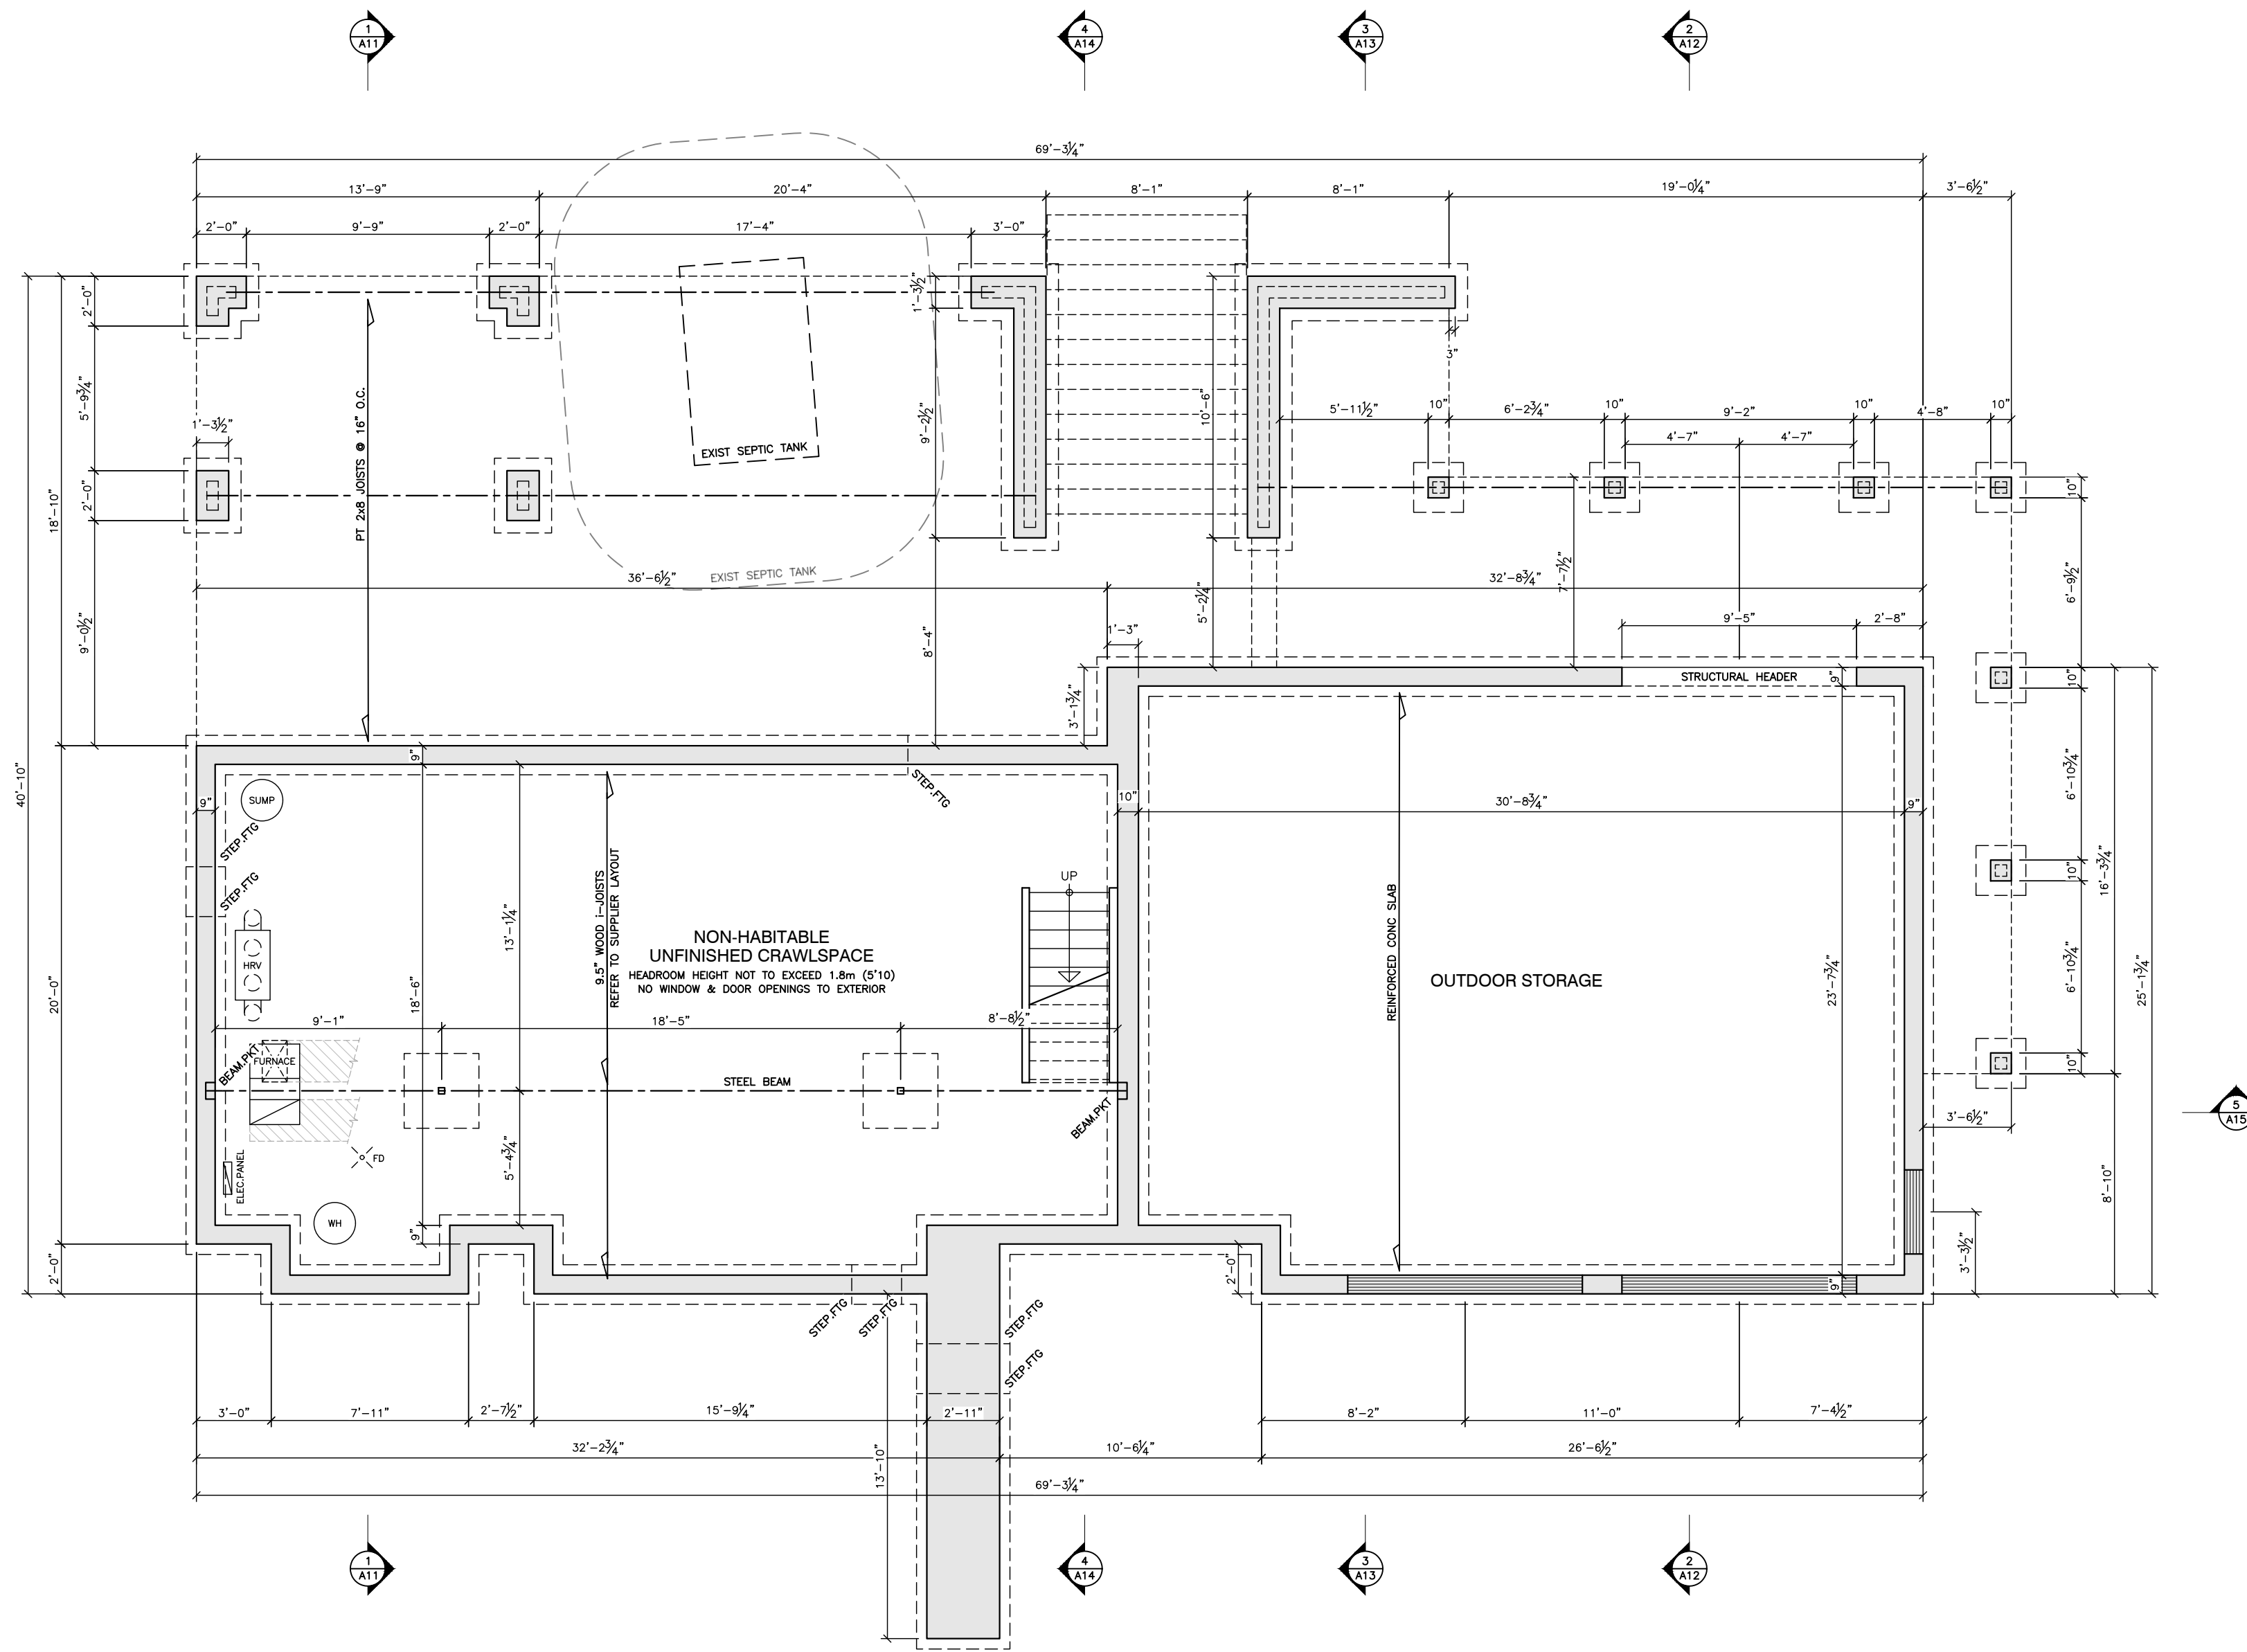 1
A11
4
A14
3
A13
2
A12
69'-3¼"
13'-9"
20'-4"
8'-1"
8'-1"
19'-0¼"
3'-6½"
2'-0"
9'-9"
2'-0"
17'-4"
3'-0"
2'-0"
1'-3½"
3"
5'-9¾"
1'-3½"
PT 2x8 JOISTS @ 16" O.C.
EXIST SEPTIC TANK
9'-2½"
10'-6"
5'-11½"
10"
6'-2¾"
10"
9'-2"
10"
4'-8"
10"
4'-7"
4'-7"
18'-10"
2'-0"
10"
EXIST SEPTIC TANK
36'-6½"
32'-8¾"
7'-7½"
6'-9½"
9'-0½"
8'-4"
5'-2¼"
1'-3"
9'-5"
2'-8"
3'-1¾"
STRUCTURAL HEADER
9"
10"
40'-10"
9"
SUMP
9"
STEP.FTG
10"
30'-8¾"
9"
6'-10¾"
STEP.FTG
STEP.FTG
13'-1¼"
9.5" WOOD i-JOISTS
REFER TO SUPPLIER LAYOUT
UP
REINFORCED CONC SLAB
10"
16'-3¾"
HRV
NON-HABITABLE
UNFINISHED CRAWLSPACE
HEADROOM HEIGHT NOT TO EXCEED 1.8m (5'10)
NO WINDOW & DOOR OPENINGS TO EXTERIOR
OUTDOOR STORAGE
20'-0"
18'-6"
23'-7¾"
6'-10¾"
25'-1¾"
9'-1"
18'-5"
8'-8½"
BEAM.PKT
FURNACE
STEEL BEAM
BEAM.PKT
10"
5
A15
3'-6½"
FD
5'-4¾"
ELEC.PANEL
8'-10"
WH
9"
2'-0"
2'-0"
9"
3'-3½"
STEP.FTG
STEP.FTG
STEP.FTG
STEP.FTG
3'-0"
7'-11"
2'-7½"
15'-9¼"
2'-11"
8'-2"
11'-0"
7'-4½"
32'-2¾"
13'-10"
10'-6¼"
26'-6½"
69'-3¼"
1
A11
4
A14
3
A13
2
A12